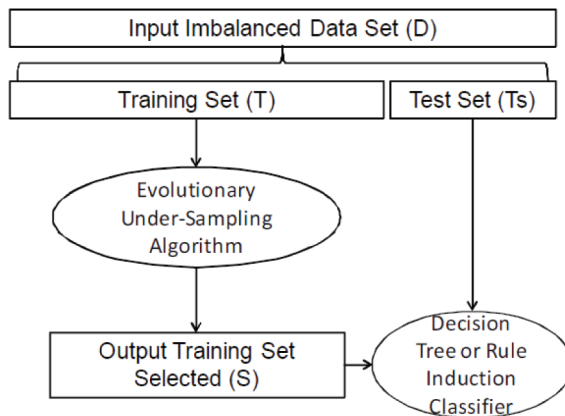 Input Imbalanced Data Set (D)
Training Set (T)
Test Set (Ts)
Evolutionary
Under-Sampling
Algorithm
Output Training Set
Selected (S)
Decision
Tree or Rule
Induction
Classifier